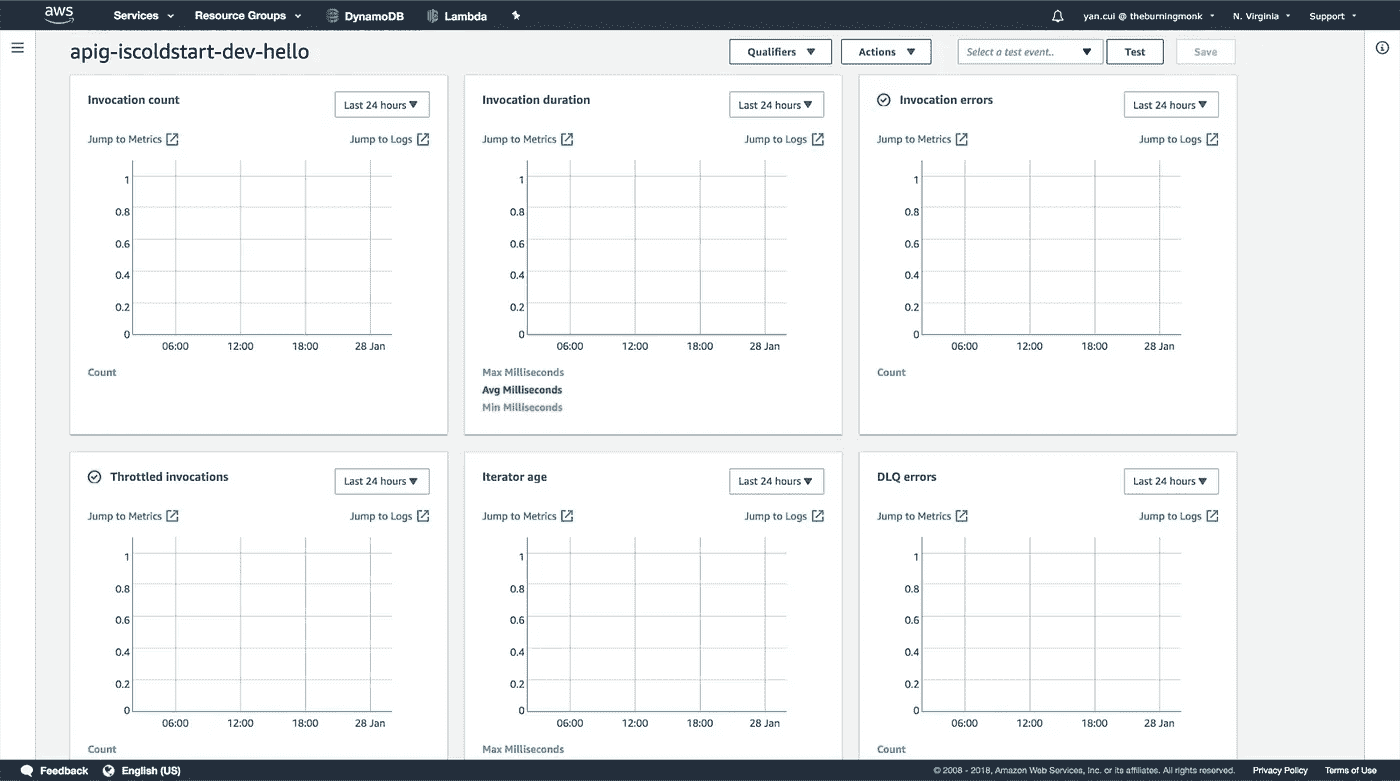 aws Services Resource Groups DynamoDB Lambda yan.cui @ theburningmonk N. Virginia Support
apig-iscoldstart-dev-hello Qualifiers Actions Select a test event.. Test Save
Invocation count Last 24 hours
Jump to Metrics Jump to Logs
1
0.8
0.6
0.4
0.2
0
06:00 12:00 18:00 28 Jan
Count
Invocation duration Last 24 hours
Jump to Metrics Jump to Logs
1
0.8
0.6
0.4
0.2
0
06:00 12:00 18:00 28 Jan
Max Milliseconds
Avg Milliseconds
Min Milliseconds
Invocation errors Last 24 hours
Jump to Metrics Jump to Logs
1
0.8
0.6
0.4
0.2
0
06:00 12:00 18:00 28 Jan
Count
Throttled invocations Last 24 hours
Jump to Metrics Jump to Logs
1
0.8
0.6
0.4
0.2
0
06:00 12:00 18:00 28 Jan
Count
Iterator age Last 24 hours
Jump to Metrics Jump to Logs
1
0.8
0.6
0.4
0.2
0
06:00 12:00 18:00 28 Jan
Max Milliseconds
DLQ errors Last 24 hours
Jump to Metrics Jump to Logs
1
0.8
0.6
0.4
0.2
0
06:00 12:00 18:00 28 Jan
Count
Feedback English (US) © 2008 - 2018, Amazon Web Services, Inc. or its affiliates. All rights reserved. Privacy Policy Terms of Use